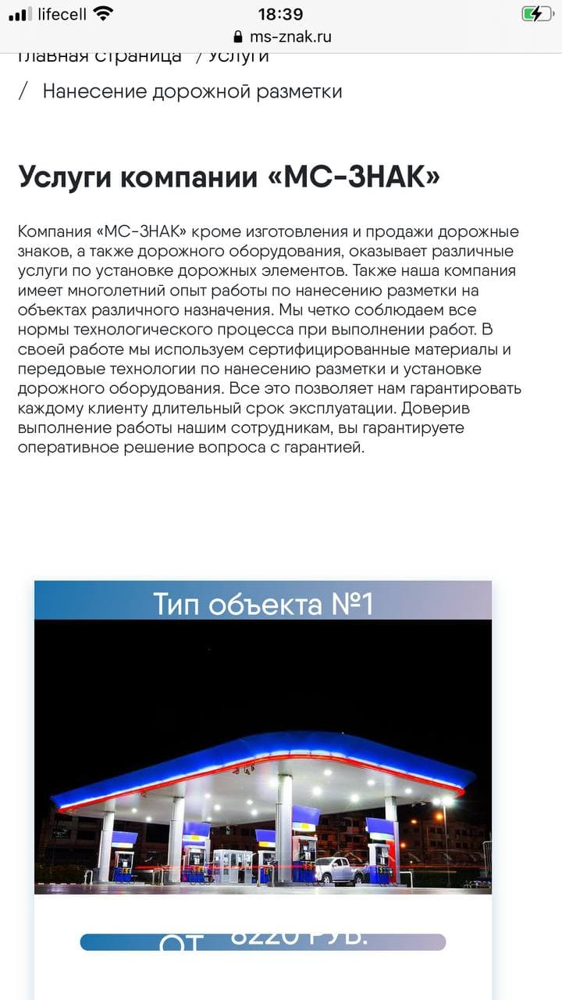 lifecell 18:39
ms-znak.ru
Главная страница / Услуги
/ Нанесение дорожной разметки
Услуги компании «МС-ЗНАК»
Компания «МС-ЗНАК» кроме изготовления и продажи дорожные
знаков, а также дорожного оборудования, оказывает различные
услуги по установке дорожных элементов. Также наша компания
имеет многолетний опыт работы по нанесению разметки на
объектах различного назначения. Мы четко соблюдаем все
нормы технологического процесса при выполнении работ. В
своей работе мы используем сертифицированные материалы и
передовые технологии по нанесению разметки и установке
дорожного оборудования. Все это позволяет нам гарантировать
каждому клиенту длительный срок эксплуатации. Доверив
выполнение работы нашим сотрудникам, вы гарантируете
оперативное решение вопроса с гарантией.
Тип объекта №1
ОТ 8220 РУБ.